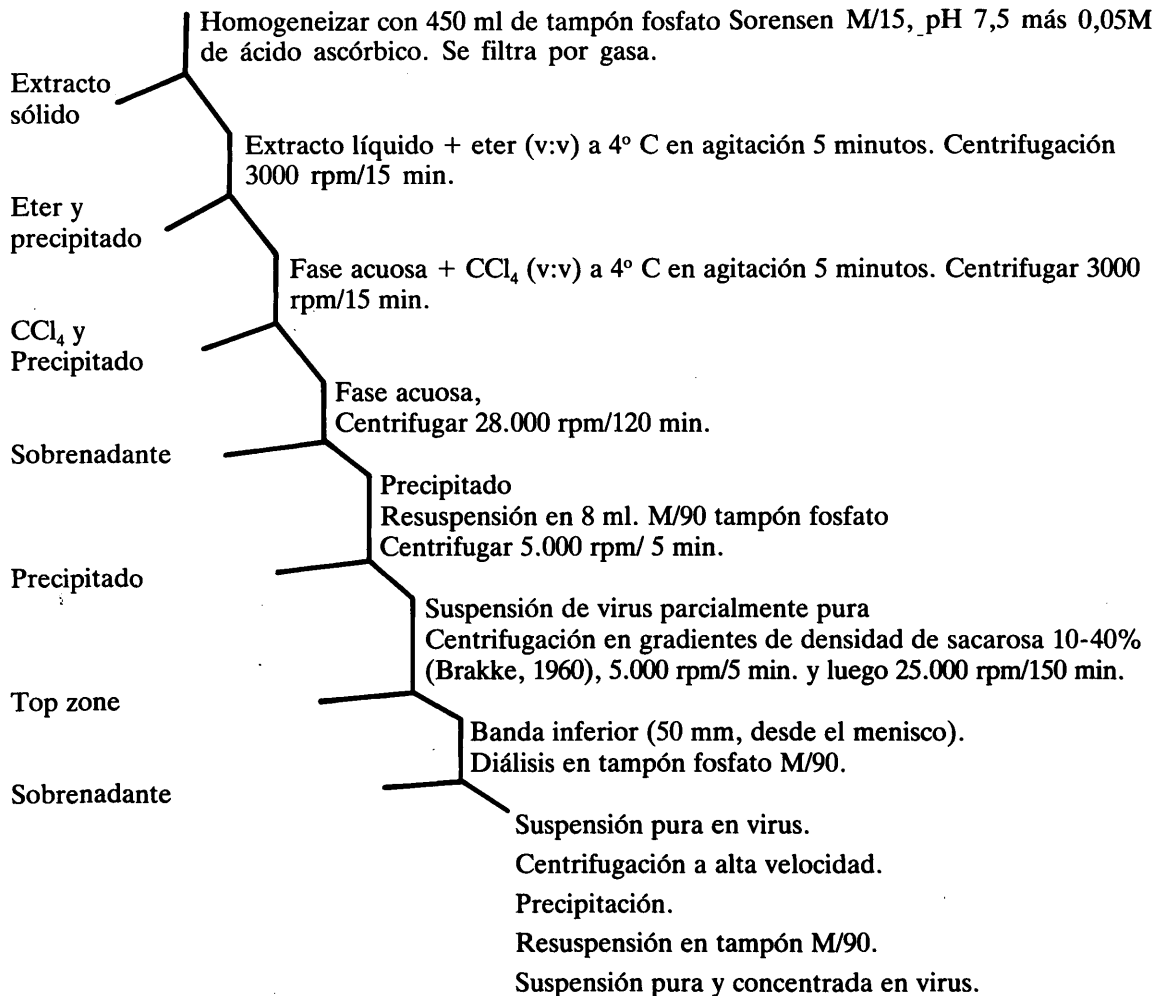 Homogeneizar con 450 ml de tampón fosfato Sorensen M/15, pH 7,5 más 0,05M
de ácido ascórbico. Se filtra por gasa.
Extracto
sólido
Extracto líquido + eter (v:v) a 4º C en agitación 5 minutos. Centrifugación
3000 rpm/15 min.
Eter y
precipitado
Fase acuosa + CCl₄ (v:v) a 4º C en agitación 5 minutos. Centrifugar 3000
rpm/15 min.
CCl₄ y
Precipitado
Fase acuosa,
Centrifugar 28.000 rpm/120 min.
Sobrenadante
Precipitado
Resuspensión en 8 ml. M/90 tampón fosfato
Centrifugar 5.000 rpm/ 5 min.
Precipitado
Suspensión de virus parcialmente pura
Centrifugación en gradientes de densidad de sacarosa 10-40%
(Brakke, 1960), 5.000 rpm/5 min. y luego 25.000 rpm/150 min.
Top zone
Banda inferior (50 mm, desde el menisco).
Diálisis en tampón fosfato M/90.
Sobrenadante
Suspensión pura en virus.
Centrifugación a alta velocidad.
Precipitación.
Resuspensión en tampón M/90.
Suspensión pura y concentrada en virus.